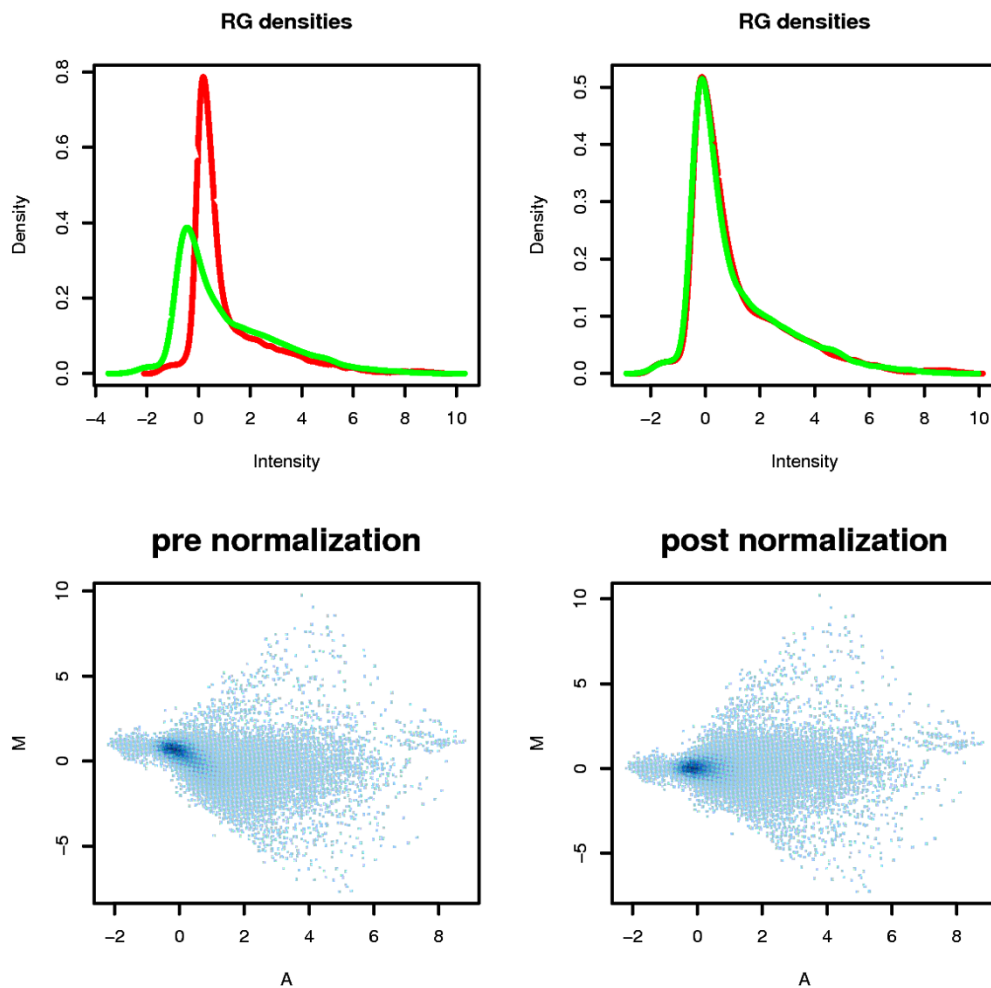 RG densities
RG densities
Density
0.0 0.2 0.4 0.6 0.8
−4 −2 0 2 4 6 8 10
Intensity
Density
0.0 0.1 0.2 0.3 0.4 0.5
−2 0 2 4 6 8 10
Intensity
pre normalization
post normalization
M
−5 0 5 10
−2 0 2 4 6 8
A
M
−5 0 5 10
−2 0 2 4 6 8
A